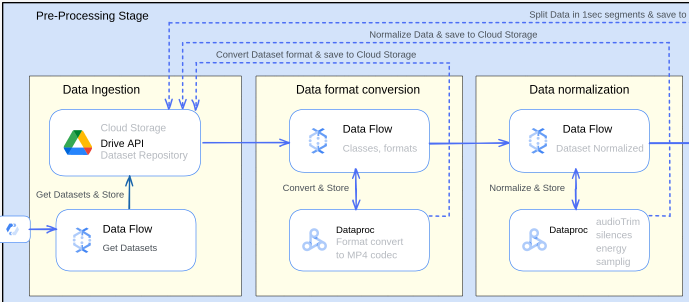 Pre-Processing Stage
Split Data in 1sec segments & save to
Normalize Data & save to Cloud Storage
Convert Dataset format & save to Cloud Storage
Data Ingestion
Data format conversion
Data normalization
Cloud Storage
Drive API
Dataset Repository
Data Flow
Classes, formats
Data Flow
Dataset Normalized
Get Datasets & Store
Convert & Store
Normalize & Store
Data Flow
Get Datasets
Dataproc
Format convert
to MP4 codec
Dataproc
audioTrim
silences
energy
samplig